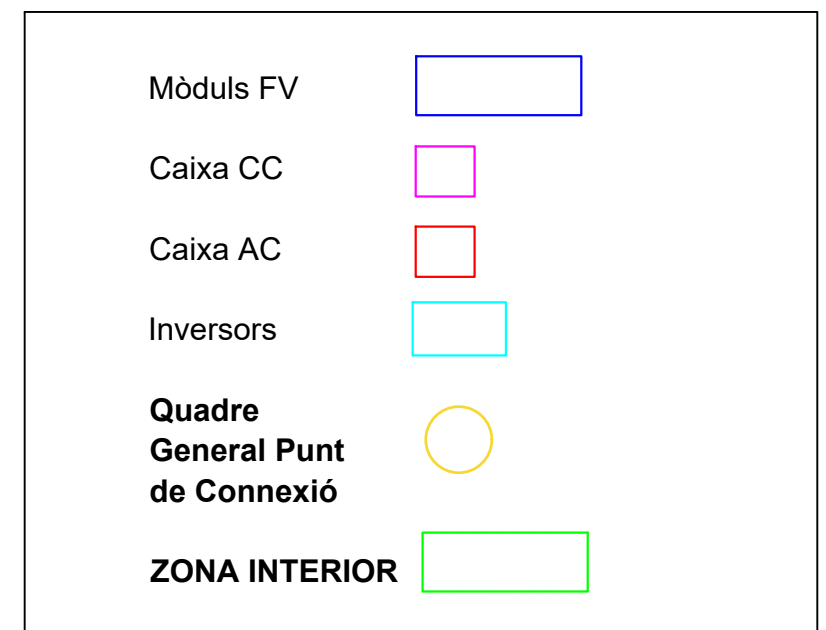 Mòduls FV
Caixa CC
Caixa AC
Inversors
Quadre
General Punt
de Connexió
ZONA INTERIOR